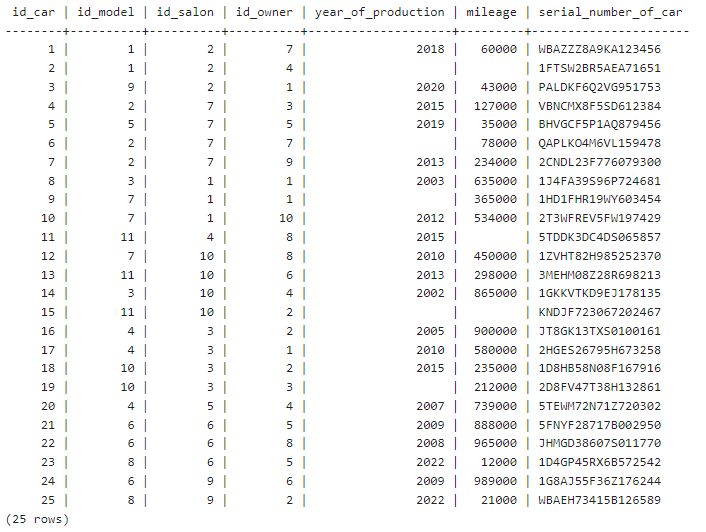 id_car | id_model | id_salon | id_owner | year_of_production | mileage | serial_number_of_car
--------+----------+----------+----------+--------------------+---------+----------------------
1 | 1 | 2 | 7 | 2018 | 60000 | WBAZZZ8A9KA123456
2 | 1 | 2 | 4 | | | 1FTSW2BR5AEA71651
3 | 9 | 2 | 1 | 2020 | 43000 | PALDKF6Q2VG951753
4 | 2 | 7 | 3 | 2015 | 127000 | VBNCMX8F5SD612384
5 | 5 | 7 | 5 | 2019 | 35000 | BHVGCF5P1AQ879456
6 | 2 | 7 | 7 | | 78000 | QAPLKO4M6VL159478
7 | 2 | 7 | 9 | 2013 | 234000 | 2CNDL23F776079300
8 | 3 | 1 | 1 | 2003 | 635000 | 1J4FA39S96P724681
9 | 7 | 1 | 1 | | 365000 | 1HD1FHR19WY603454
10 | 7 | 1 | 10 | 2012 | 534000 | 2T3WFREV5FW197429
11 | 11 | 4 | 8 | 2015 | | 5TDDK3DC4DS065857
12 | 7 | 10 | 8 | 2010 | 450000 | 1ZVHT82H985252370
13 | 11 | 10 | 6 | 2013 | 298000 | 3MEHM08Z28R698213
14 | 3 | 10 | 4 | 2002 | 865000 | 1GKKVTKD9EJ178135
15 | 11 | 10 | 2 | | | KNDJF723067202467
16 | 4 | 3 | 2 | 2005 | 900000 | JT8GK13TXS0100161
17 | 4 | 3 | 1 | 2010 | 580000 | 2HGES26795H673258
18 | 10 | 3 | 2 | 2015 | 235000 | 1D8HB58N08F167916
19 | 10 | 3 | 3 | | 212000 | 2D8FV47T38H132861
20 | 4 | 5 | 4 | 2007 | 739000 | 5TEWM72N71Z720302
21 | 6 | 6 | 5 | 2009 | 888000 | 5FNYF28717B002950
22 | 6 | 6 | 8 | 2008 | 965000 | JHMGD38607S011770
23 | 8 | 6 | 5 | 2022 | 12000 | 1D4GP45RX6B572542
24 | 6 | 9 | 6 | 2009 | 989000 | 1G8AJ55F36Z176244
25 | 8 | 9 | 2 | 2022 | 21000 | WBAEH73415B126589
(25 rows)